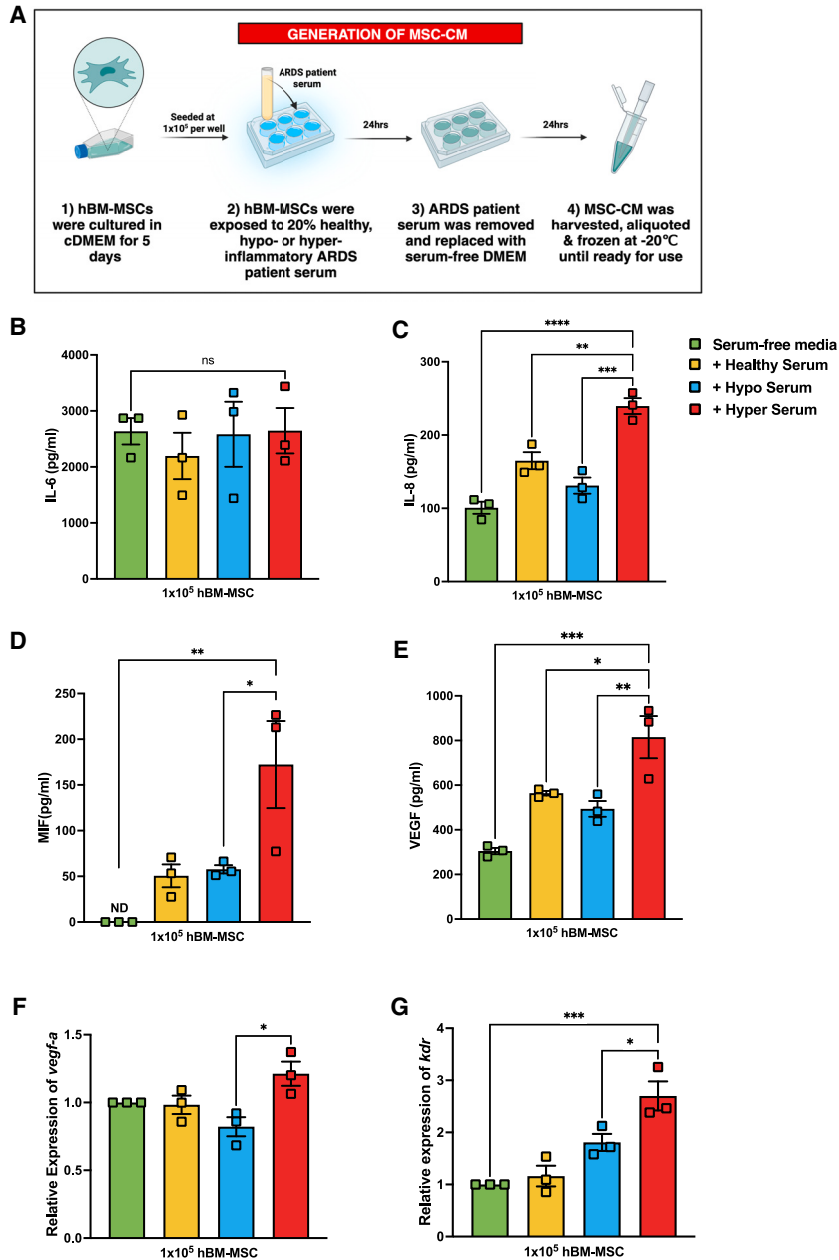 A
GENERATION OF MSC-CM
ARDS patient
serum
Seeded at
1x10⁵ per well
24hrs
24hrs
1) hBM-MSCs
were cultured in
cDMEM for 5
days
2) hBM-MSCs were
exposed to 20% healthy,
hypo- or hyper-
inflammatory ARDS
patient serum
3) ARDS patient
serum was removed
and replaced with
serum-free DMEM
4) MSC-CM was
harvested, aliquoted
& frozen at -20℃
until ready for use
B
IL-6 (pg/ml)
4000
3000
2000
1000
0
ns
1x10⁵ hBM-MSC
C
IL-8 (pg/ml)
300
200
100
0
****
**
***
1x10⁵ hBM-MSC
Serum-free media
+ Healthy Serum
+ Hypo Serum
+ Hyper Serum
D
MIF(pg/ml)
250
200
150
100
50
0
**
*
ND
1x10⁵ hBM-MSC
E
VEGF (pg/ml)
1000
800
600
400
200
0
***
*
**
1x10⁵ hBM-MSC
F
Relative Expression of vegf-a
1.5
1.0
0.5
0.0
*
1x10⁵ hBM-MSC
G
Relative expression of kdr
4
3
2
1
0
***
*
1x10⁵ hBM-MSC